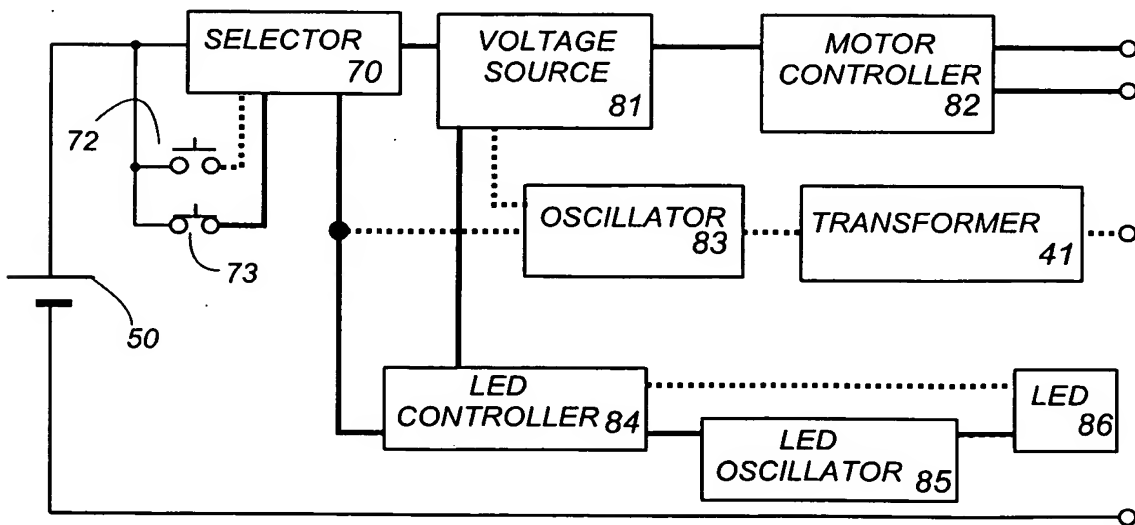 SELECTOR
70
VOLTAGE
SOURCE
81
MOTOR
CONTROLLER
82
72
73
50
OSCILLATOR
83
TRANSFORMER
41
LED
CONTROLLER 84
LED
OSCILLATOR 85
LED
86